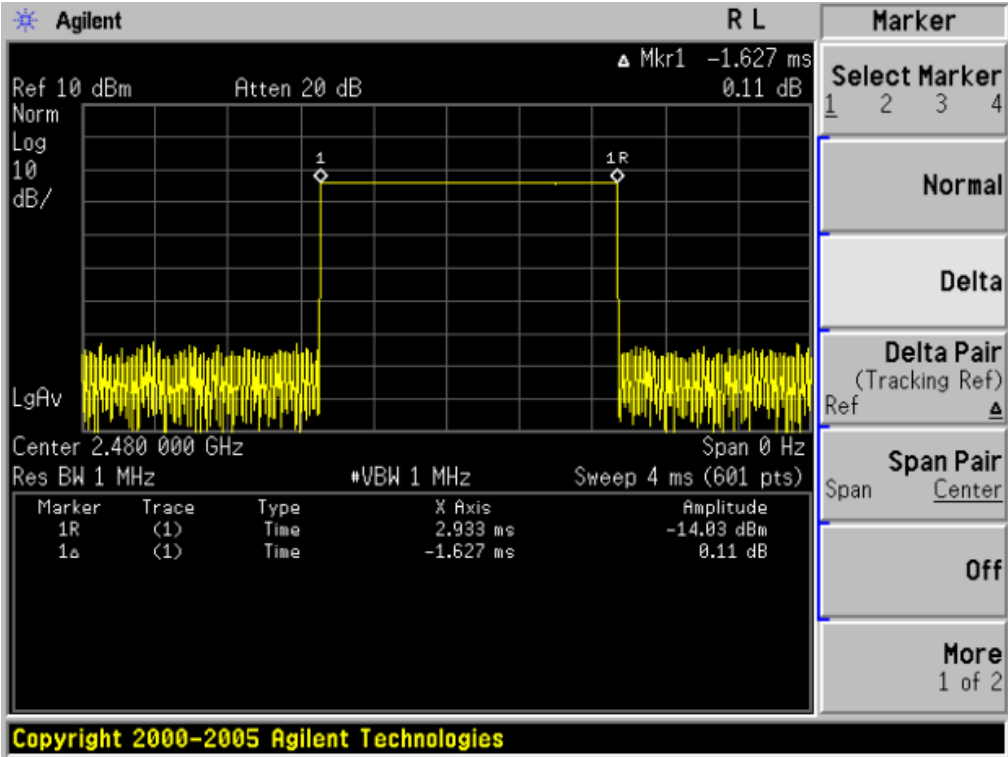 Agilent R L Marker
Δ Mkr1 -1.627 ms
Ref 10 dBm Atten 20 dB 0.11 dB
Norm
Log
10
dB/
1 1R
LgAv
Center 2.480 000 GHz Span 0 Hz
Res BW 1 MHz #VBW 1 MHz Sweep 4 ms (601 pts)
Marker Trace Type X Axis Amplitude
1R (1) Time 2.933 ms -14.03 dBm
1Δ (1) Time -1.627 ms 0.11 dB
Select Marker
1 2 3 4
Normal
Delta
Delta Pair
(Tracking Ref)
Ref Δ
Span Pair
Span Center
Off
More
1 of 2
Copyright 2000-2005 Agilent Technologies